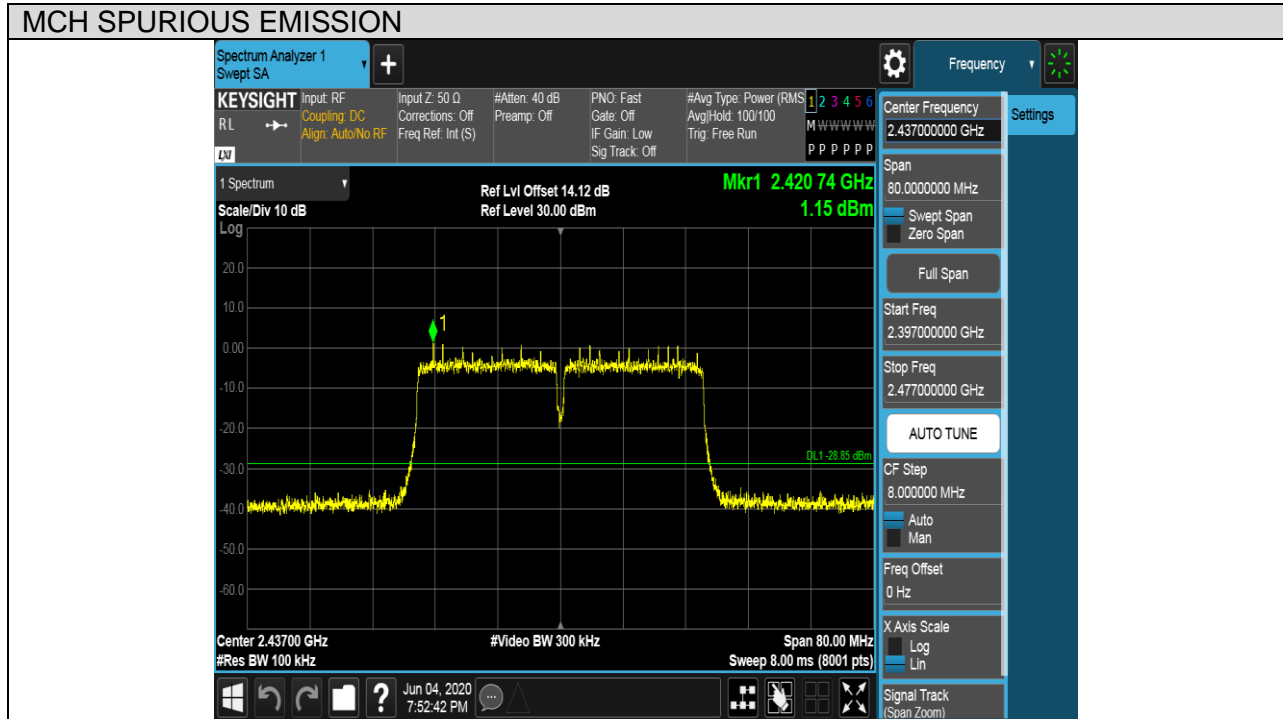 MCH SPURIOUS EMISSION
Spectrum Analyzer 1
Swept SA
+
Frequency
KEYSIGHT
RL
LXI
Input: RF
Coupling: DC
Align: Auto/No RF
Input Z: 50 Ω
Corrections: Off
Freq Ref: Int (S)
#Atten: 40 dB
Preamp: Off
PNO: Fast
Gate: Off
IF Gain: Low
Sig Track: Off
#Avg Type: Power (RMS
Avg|Hold: 100/100
Trig: Free Run
1 2 3 4 5 6
M W W W W W
P P P P P P
1 Spectrum
Scale/Div 10 dB
Log
Ref Lvl Offset 14.12 dB
Ref Level 30.00 dBm
Mkr1 2.420 74 GHz
1.15 dBm
20.0
10.0
0.00
-10.0
-20.0
-30.0
-40.0
-50.0
-60.0
1
DL1 -28.85 dBm
Center 2.43700 GHz
#Res BW 100 kHz
#Video BW 300 kHz
Span 80.00 MHz
Sweep 8.00 ms (8001 pts)
?
Jun 04, 2020
7:52:42 PM
Center Frequency
2.437000000 GHz
Span
80.0000000 MHz
Swept Span
Zero Span
Full Span
Start Freq
2.397000000 GHz
Stop Freq
2.477000000 GHz
AUTO TUNE
CF Step
8.000000 MHz
Auto
Man
Freq Offset
0 Hz
X Axis Scale
Log
Lin
Signal Track
(Span Zoom)
Settings